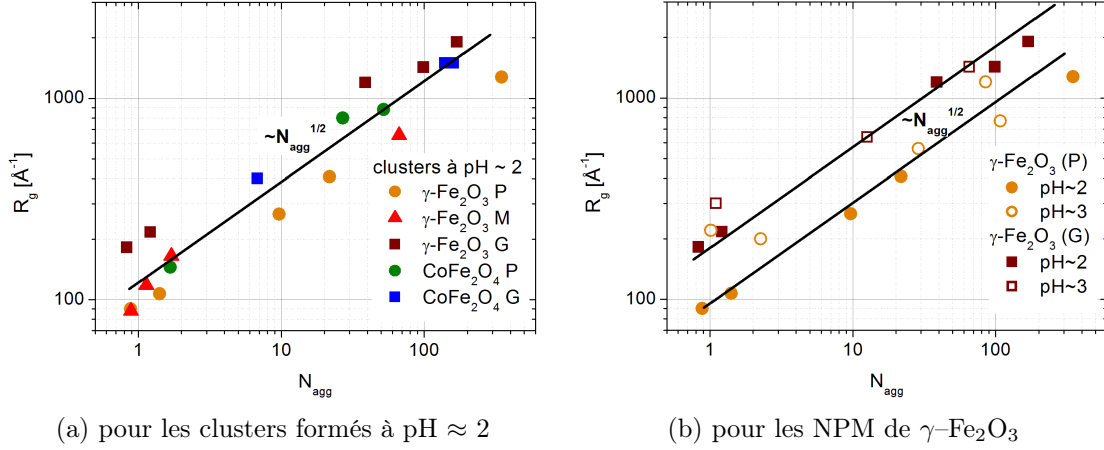 1000
100
R_g [Å^-1]
~N_agg^1/2
clusters à pH ~ 2
γ-Fe₂O₃ P
γ-Fe₂O₃ M
γ-Fe₂O₃ G
CoFe₂O₄ P
CoFe₂O₄ G
1 10 100
N_agg
(a) pour les clusters formés à pH ≈ 2
1000
100
R_g [Å^-1]
~N_agg^1/2
γ-Fe₂O₃ (P)
pH~2
pH~3
γ-Fe₂O₃ (G)
pH~2
pH~3
1 10 100
N_agg
(b) pour les NPM de γ–Fe₂O₃